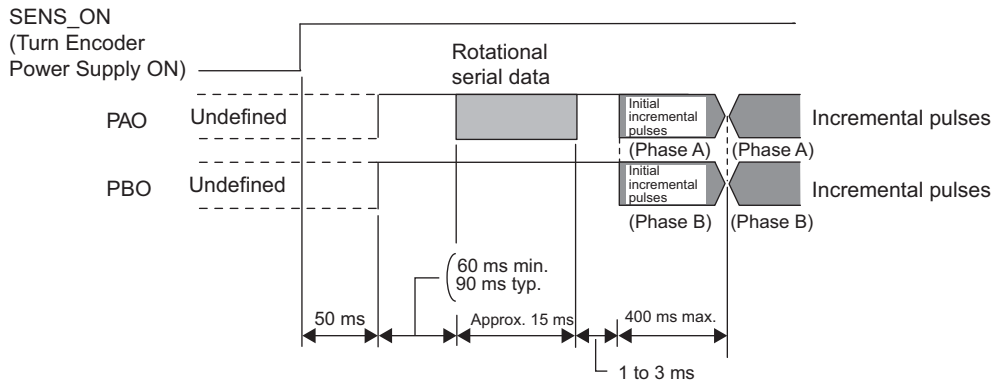 SENS_ON
(Turn Encoder
Power Supply ON)
Rotational
serial data
PAO
Undefined
Initial
incremental
pulses
(Phase A)
(Phase A)
Incremental pulses
PBO
Undefined
Initial
incremental
pulses
(Phase B)
(Phase B)
Incremental pulses
60 ms min.
90 ms typ.
50 ms
Approx. 15 ms
400 ms max.
1 to 3 ms